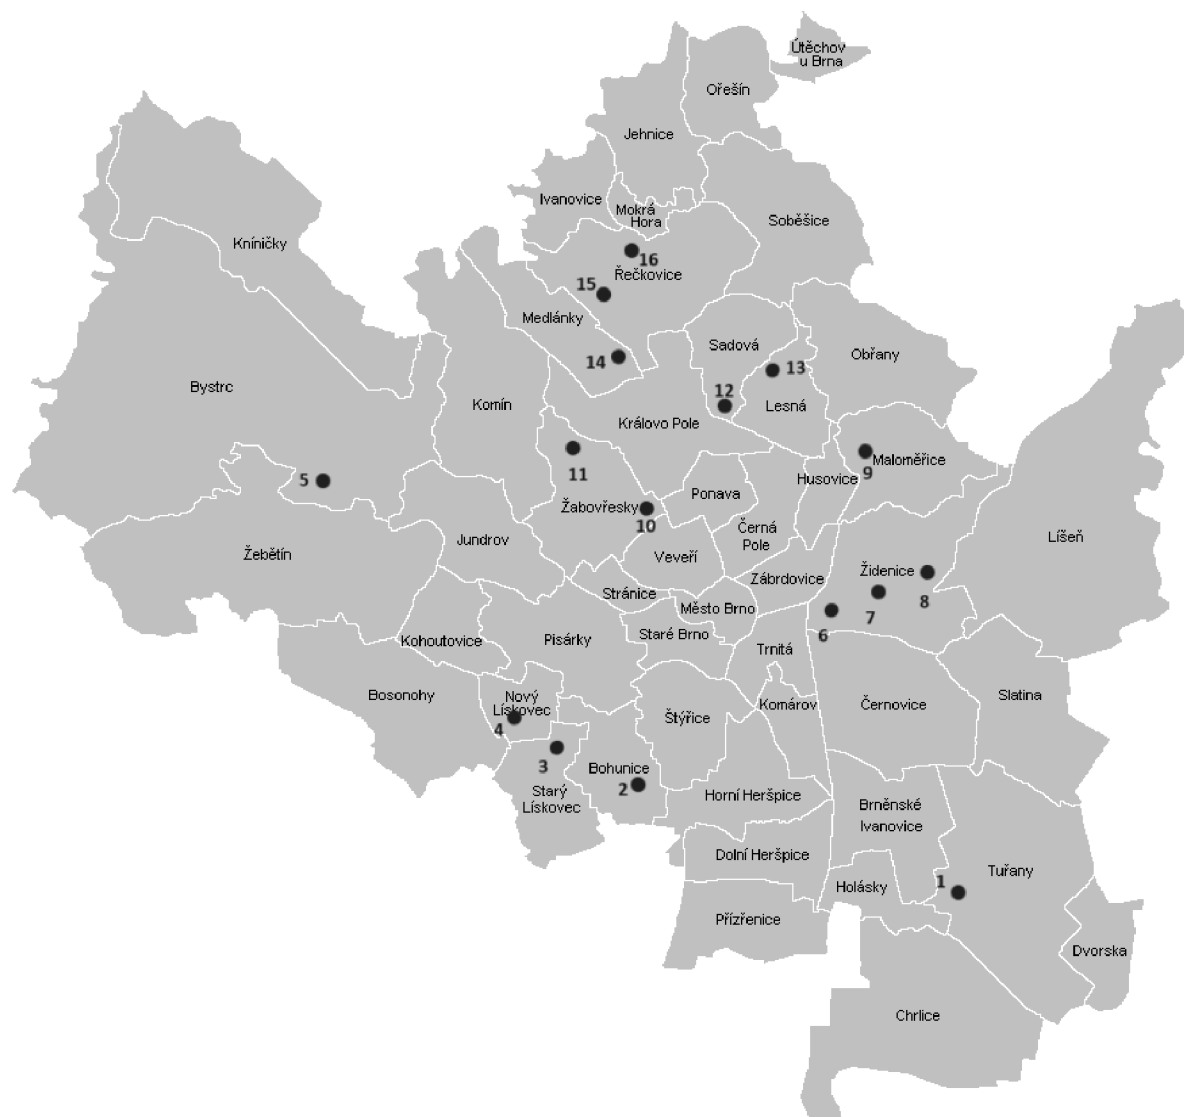 Útěchov
u Brna
Ořešín
Jehnice
Ivanovice
Mokrá
Hora
Soběšice
Kníničky
16
Řečkovice
15
Medlánky
Sadová
Obřany
14
13
Bystrc
12
Komín
Lesná
Královo Pole
11
Maloměřice
9
Husovice
5
Ponava
Žabovřesky
10
Černá
Pole
Líšeň
Jundrov
Žebětín
Veveří
Židenice
Zábrdovice
Stránice
7
8
Město Brno
6
Kohoutovice
Pisárky
Staré Brno
Trnitá
Bosonohy
Nový
Lískovec
4
Štýřice
Komárov
Černovice
Slatina
3
Bohunice
2
Starý
Lískovec
Horní Heršpice
Brněnské
Ivanovice
Dolní Heršpice
Holásky
1
Tuřany
Přízřenice
Dvorska
Chrlice